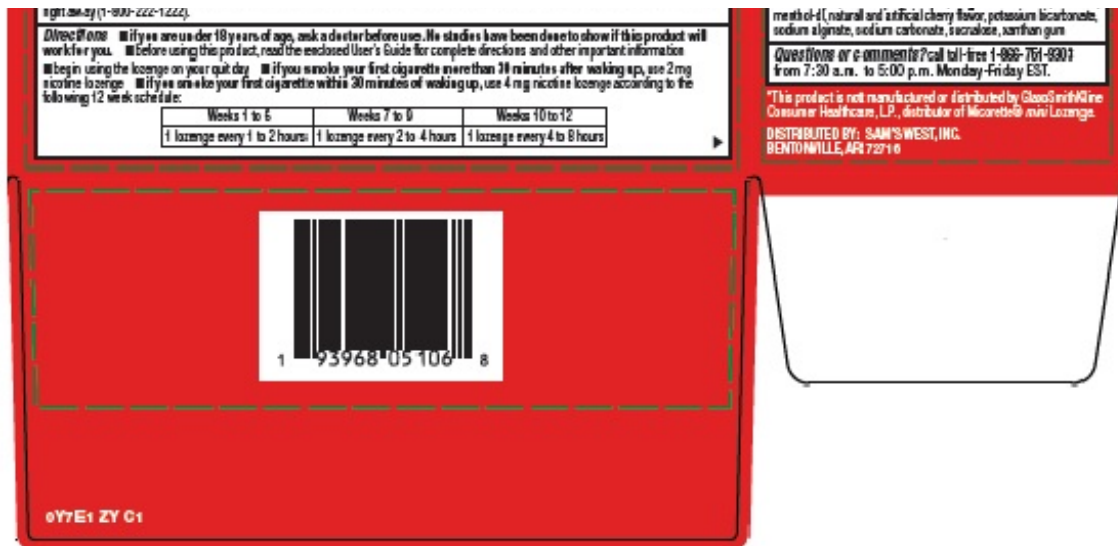 right away (1-800-222-1222).
Directions ■ if you are under 18 years of age, ask a doctor before use. No studies have been done to show if this product will
work for you. ■ before using this product, read the enclosed User's Guide for complete directions and other important information
■ begin using the lozenge on your quit day ■ if you smoke your first cigarette more than 30 minutes after waking up, use 2 mg
nicotine lozenge ■ if you smoke your first cigarette within 30 minutes of waking up, use 4 mg nicotine lozenge according to the
following 12 week schedule:
Weeks 1 to 6 Weeks 7 to 9 Weeks 10 to 12
1 lozenge every 1 to 2 hours 1 lozenge every 2 to 4 hours 1 lozenge every 4 to 8 hours
menthol-dl, natural and artificial cherry flavor, potassium bicarbonate,
sodium alginate, sodium carbonate, sucralose, xanthan gum
Questions or comments? call toll-free
from 7:30 a.m. to 5:00 p.m. Monday-Friday EST.
*This product is not manufactured or distributed by GlaxoSmithKline
Consumer Healthcare, L.P., distributor of Nicorette® mini Lozenge.
DISTRIBUTED BY: SAM'S WEST, INC.
BENTONVILLE, AR 72716
1 93968 05106 8
0Y7E1 ZY C1